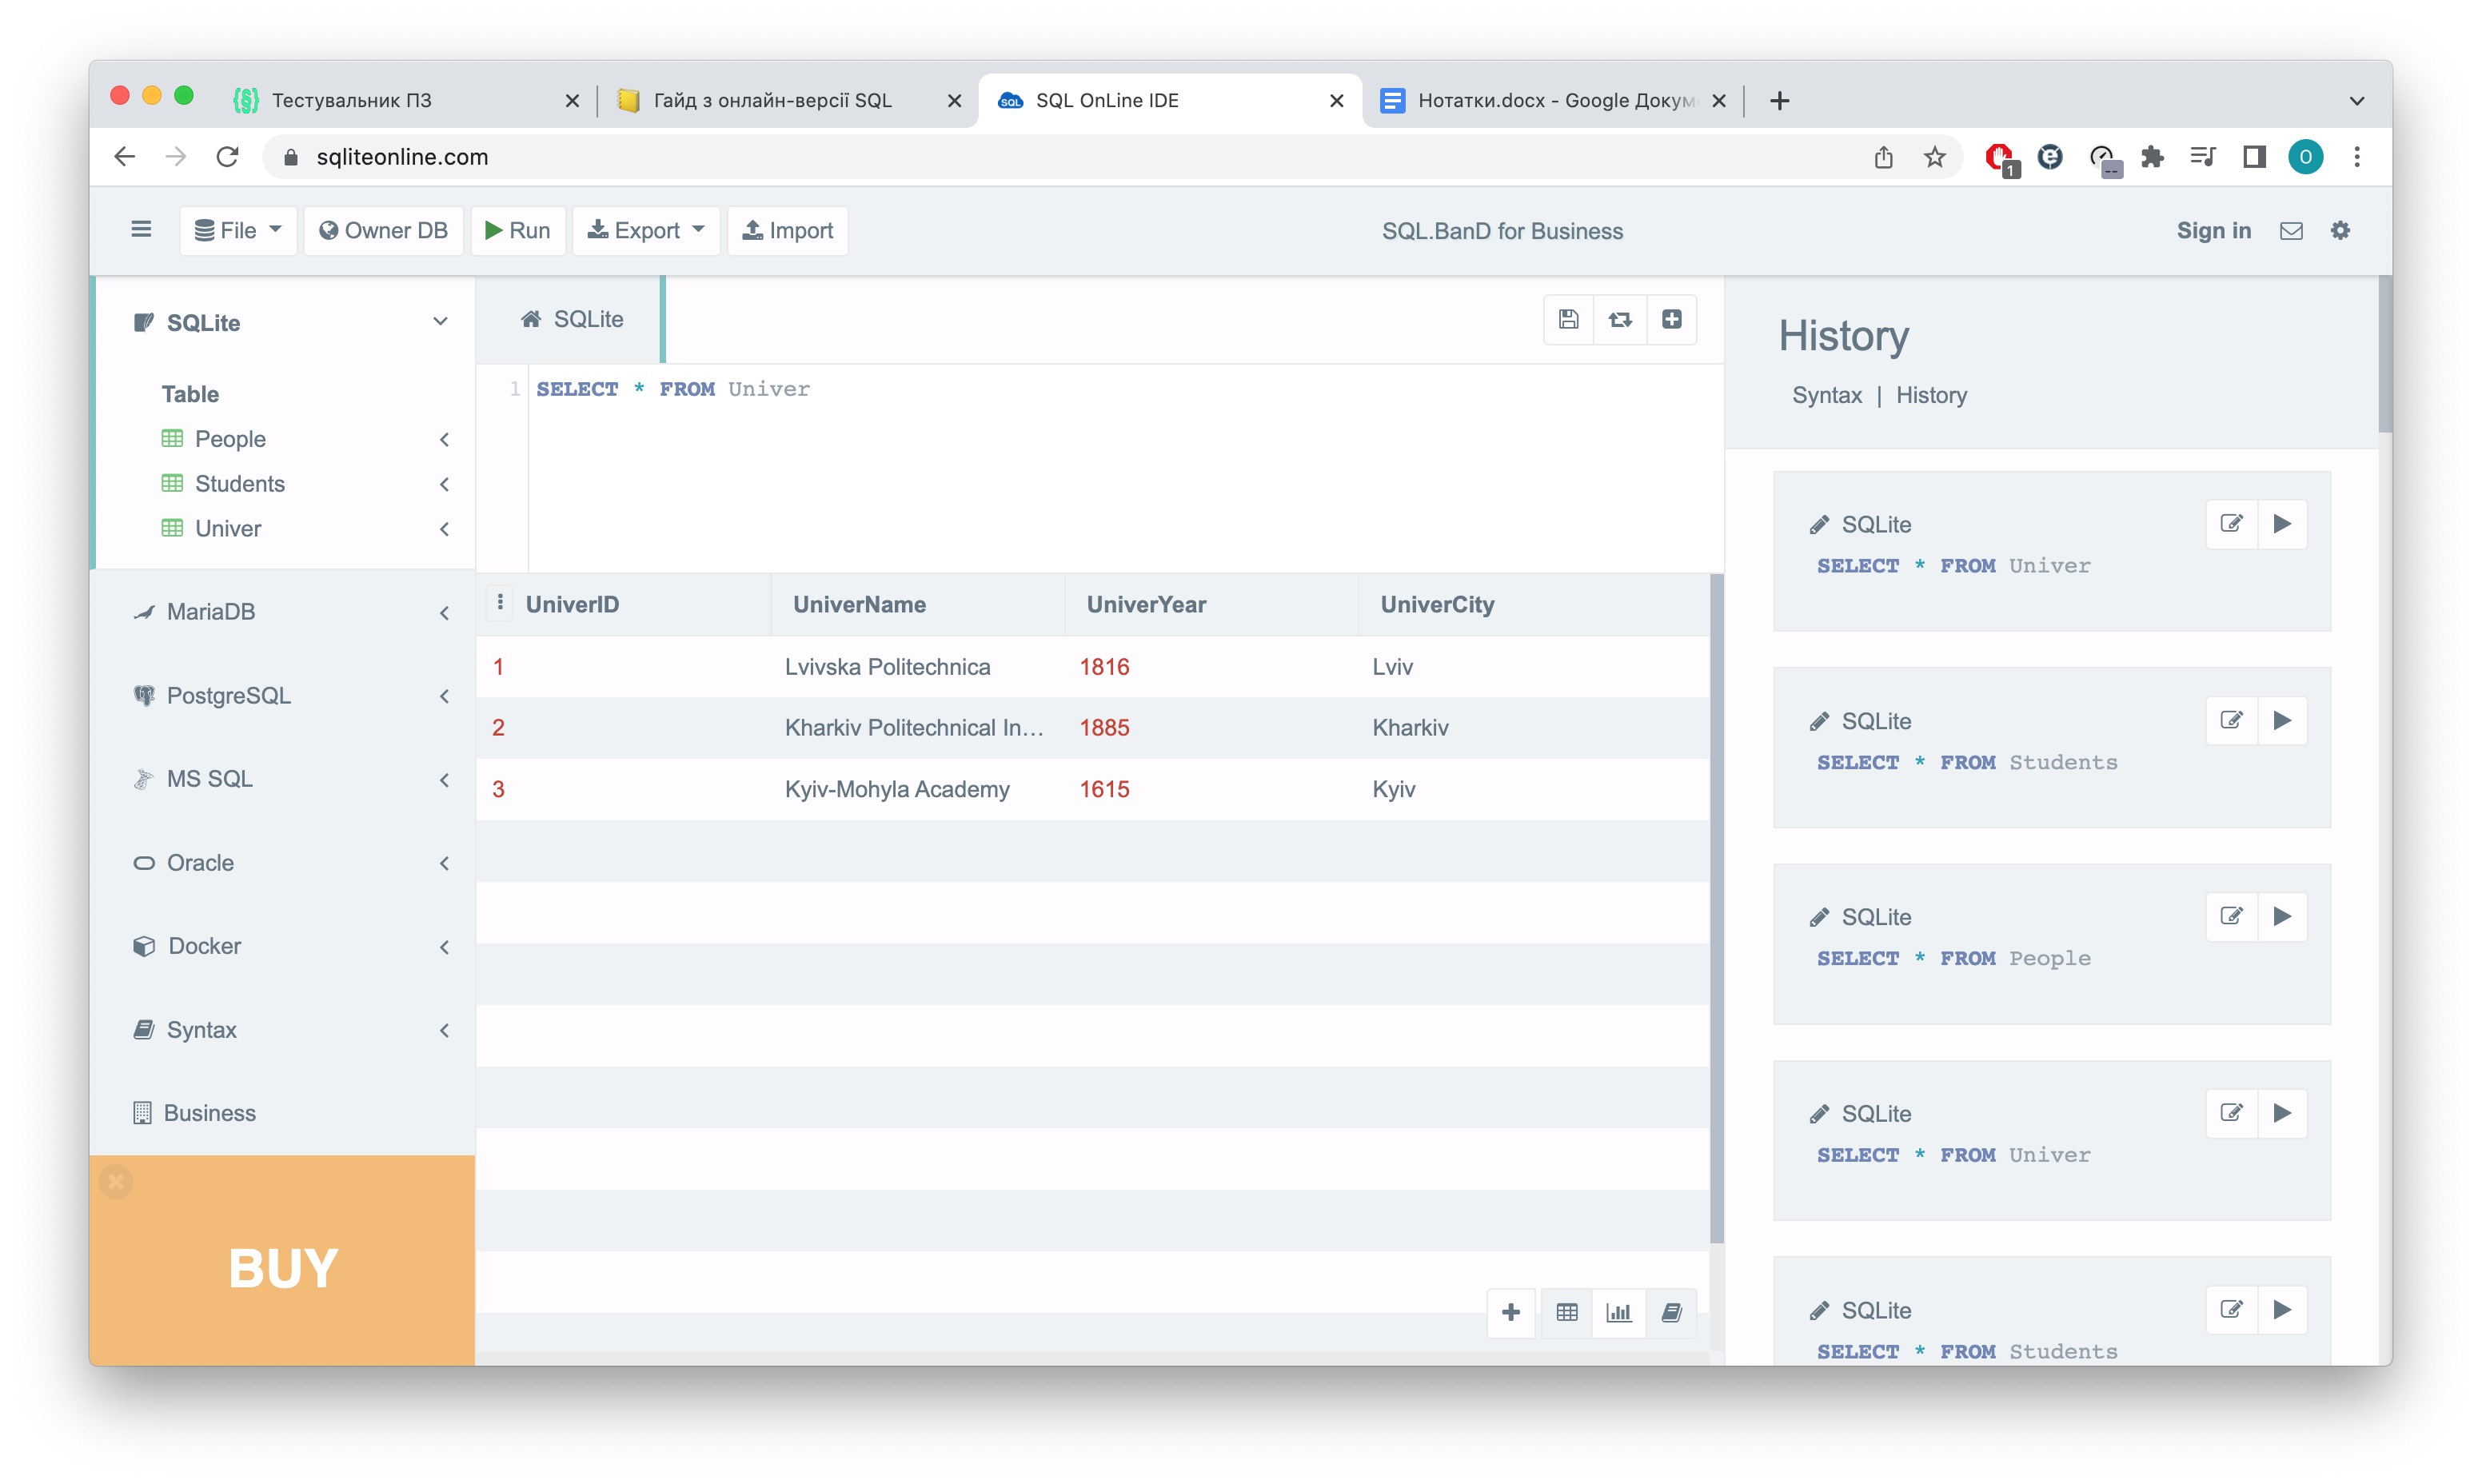 Тестувальник ПЗ
Гайд з онлайн-версії SQL
SQL
SQL OnLine IDE
Нотатки.docx - Google Докум
sqliteonline.com
1
--
O
File
Owner DB
Run
Export
Import
SQL.BanD for Business
Sign in
SQLite
Table
People
Students
Univer
MariaDB
PostgreSQL
MS SQL
Oracle
Docker
Syntax
Business
BUY
SQLite
1 SELECT * FROM Univer
UniverID UniverName UniverYear UniverCity
1 Lvivska Politechnica 1816 Lviv
2 Kharkiv Politechnical In... 1885 Kharkiv
3 Kyiv-Mohyla Academy 1615 Kyiv
History
Syntax | History
SQLite
SELECT * FROM Univer
SQLite
SELECT * FROM Students
SQLite
SELECT * FROM People
SQLite
SELECT * FROM Univer
SQLite
SELECT * FROM Students